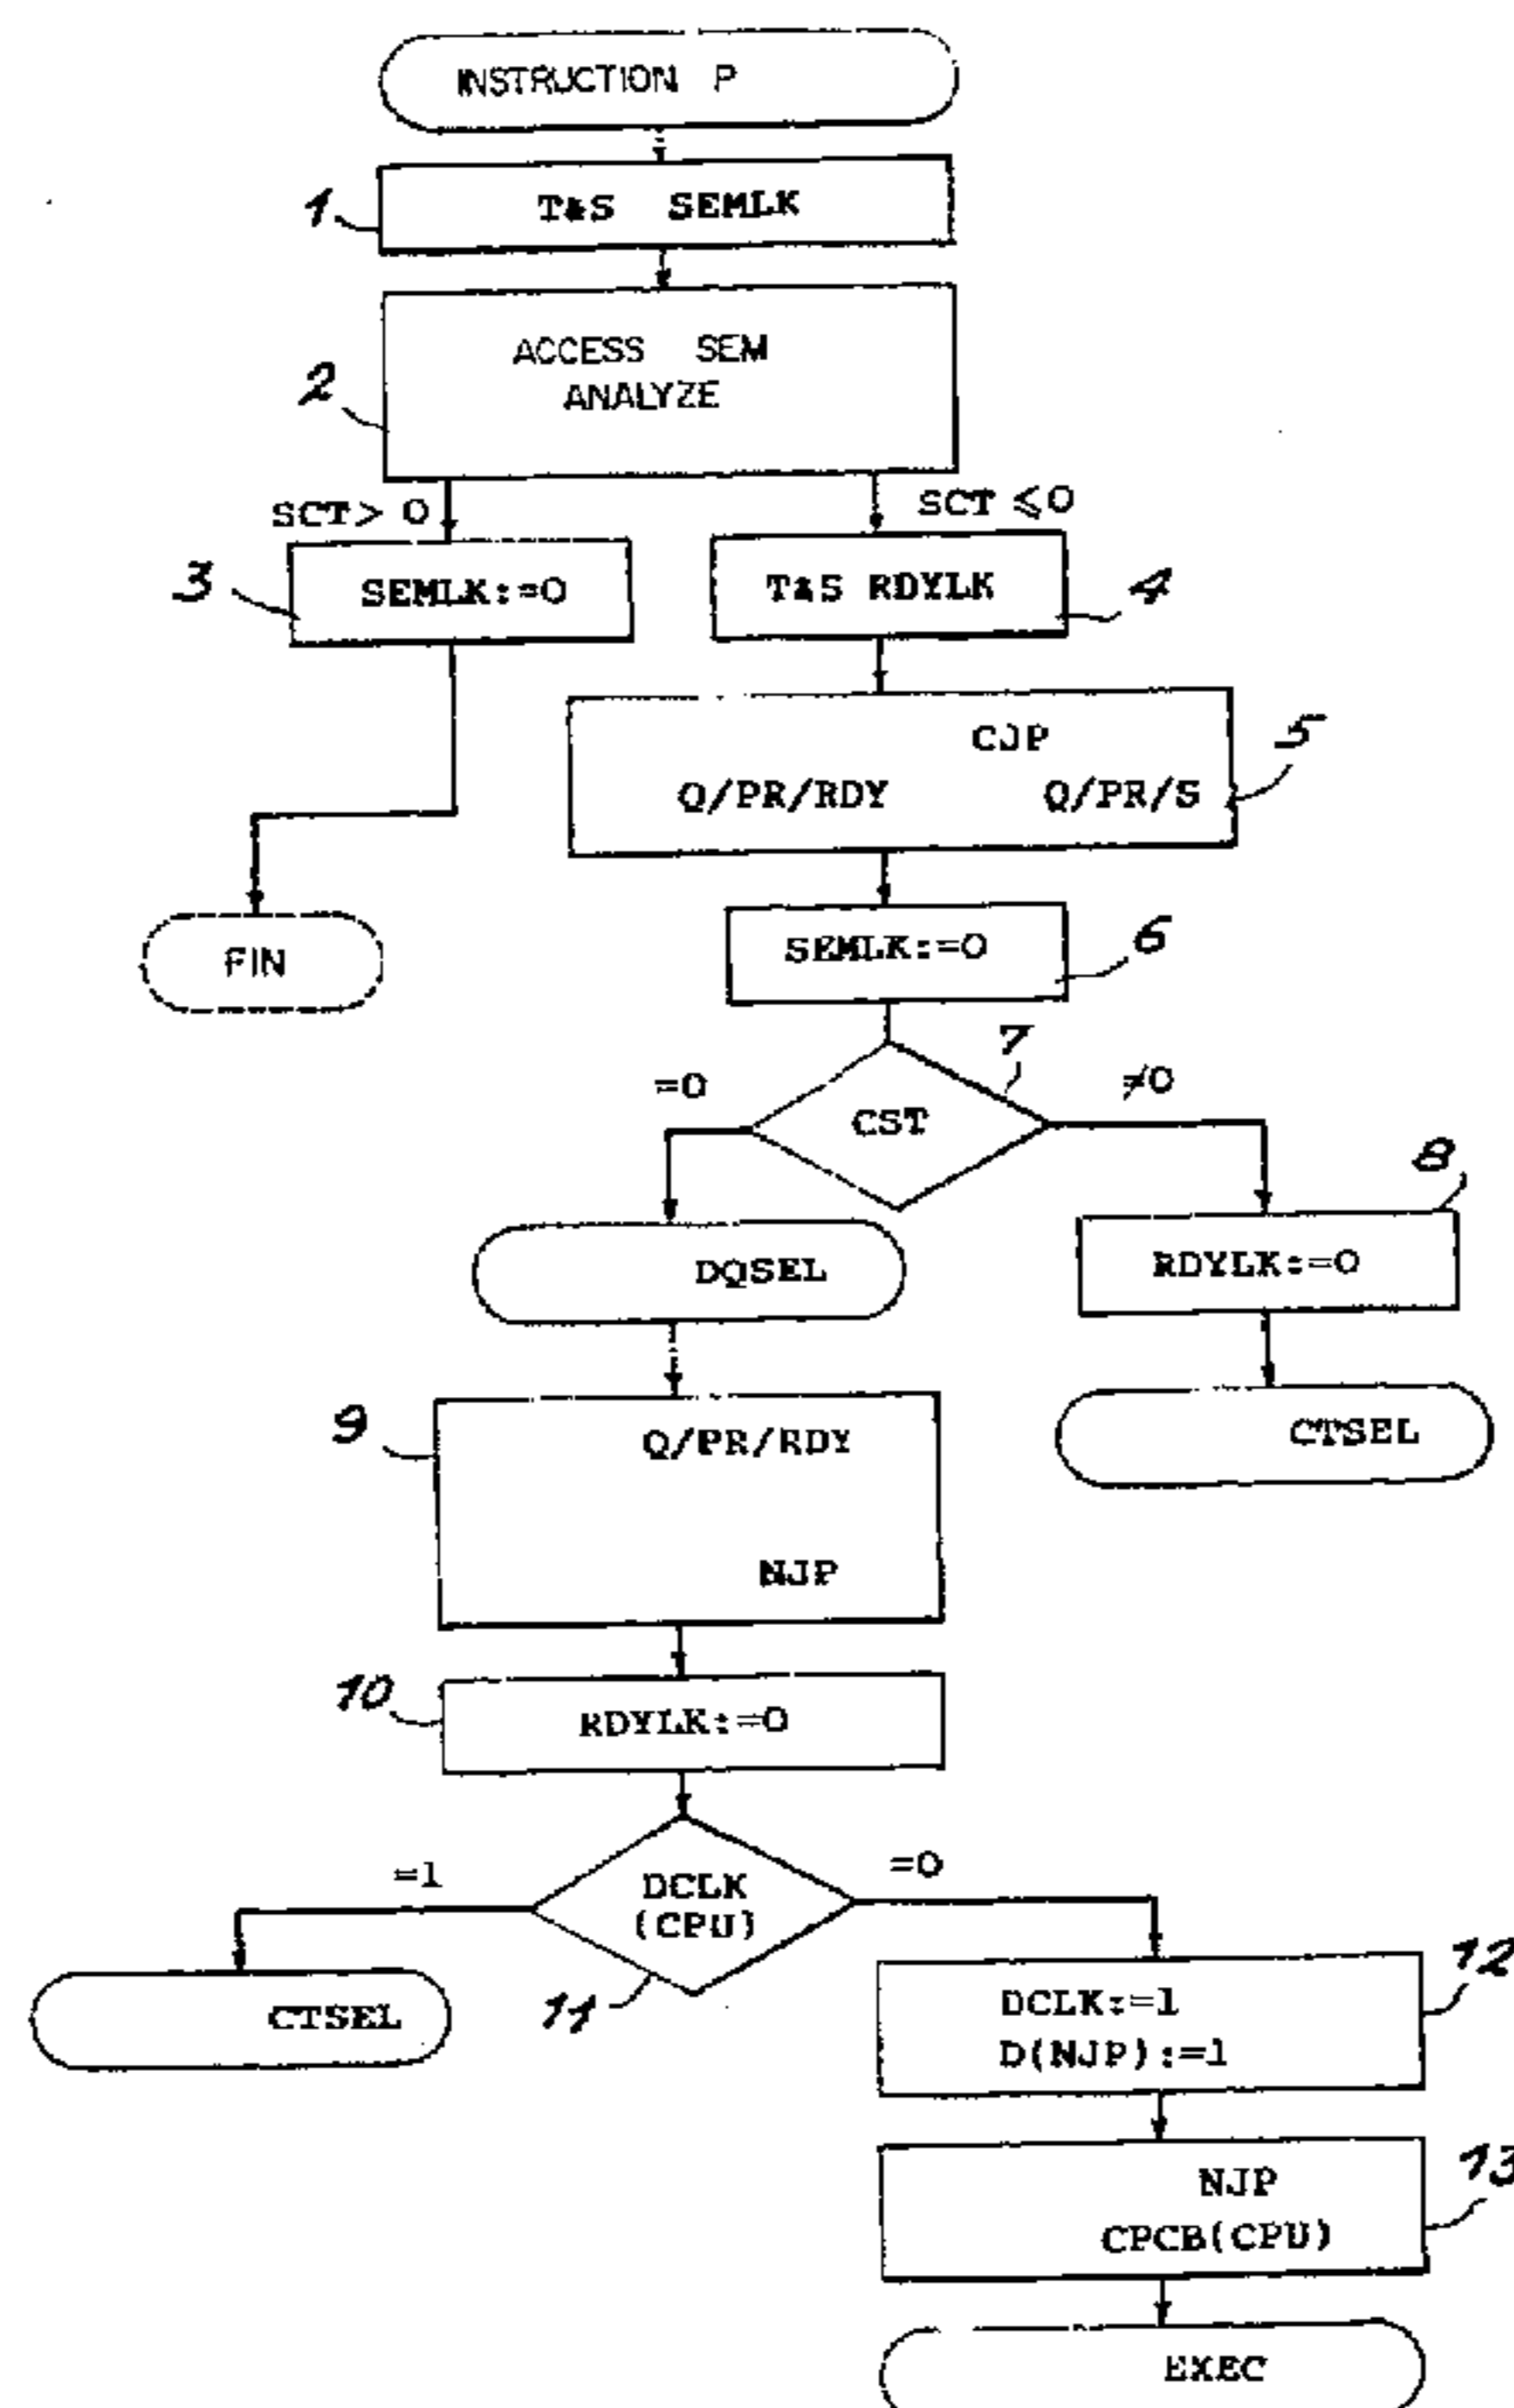 INSTRUCTION P
1
T&S SEMLK
2
ACCESS SEM
ANALYZE
SCT > 0
SCT ⩽ 0
3
SEMLK:=0
T&S RDYLK
4
CJP
Q/PR/RDY Q/PR/S
5
FIN
SEMLK:=0
6
7
=0
≠0
CST
8
DQSEL
RDYLK:=0
9
Q/PR/RDY
NJP
CTSEL
10
RDYLK:=0
=1
=0
DCLK
(CPU)
11
CTSEL
12
DCLK:=1
D(NJP):=1
13
NJP
CPCB(CPU)
EXEC